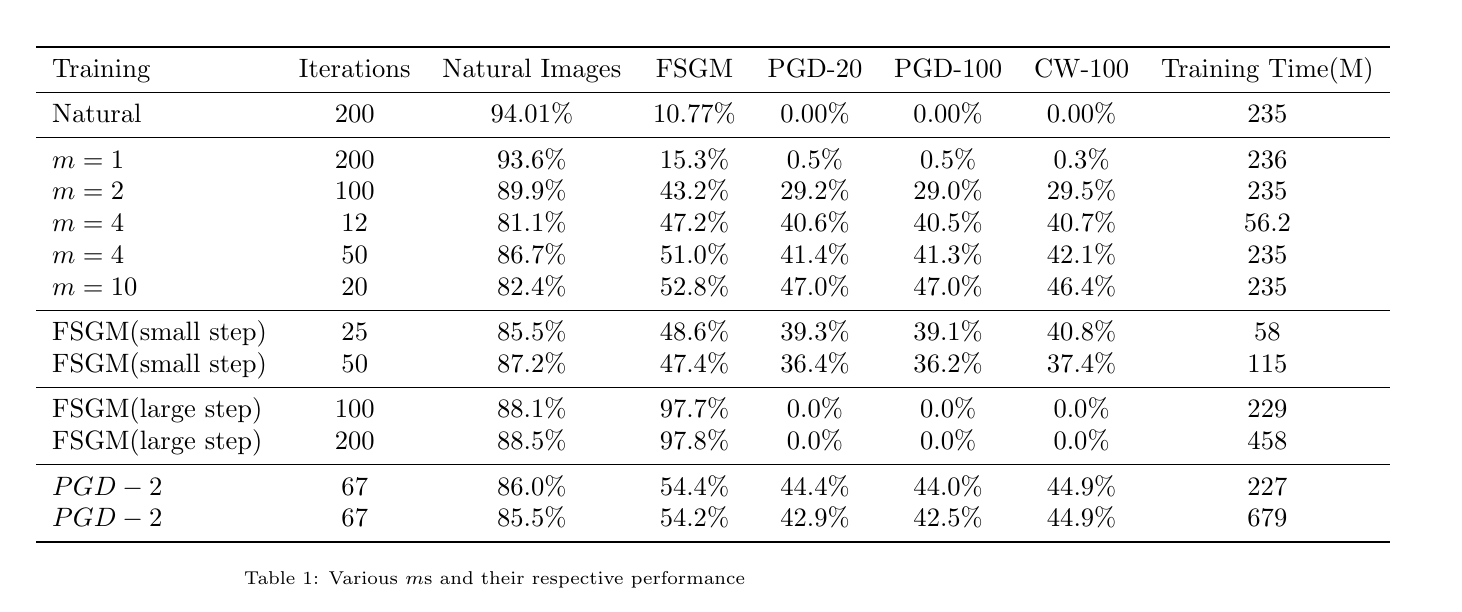 Training Iterations Natural Images FSGM PGD-20 PGD-100 CW-100 Training Time(M)
Natural 200 94.01% 10.77% 0.00% 0.00% 0.00% 235
m = 1 200 93.6% 15.3% 0.5% 0.5% 0.3% 236
m = 2 100 89.9% 43.2% 29.2% 29.0% 29.5% 235
m = 4 12 81.1% 47.2% 40.6% 40.5% 40.7% 56.2
m = 4 50 86.7% 51.0% 41.4% 41.3% 42.1% 235
m = 10 20 82.4% 52.8% 47.0% 47.0% 46.4% 235
FSGM(small step) 25 85.5% 48.6% 39.3% 39.1% 40.8% 58
FSGM(small step) 50 87.2% 47.4% 36.4% 36.2% 37.4% 115
FSGM(large step) 100 88.1% 97.7% 0.0% 0.0% 0.0% 229
FSGM(large step) 200 88.5% 97.8% 0.0% 0.0% 0.0% 458
PGD − 2 67 86.0% 54.4% 44.4% 44.0% 44.9% 227
PGD − 2 67 85.5% 54.2% 42.9% 42.5% 44.9% 679
Table 1: Various ms and their respective performance